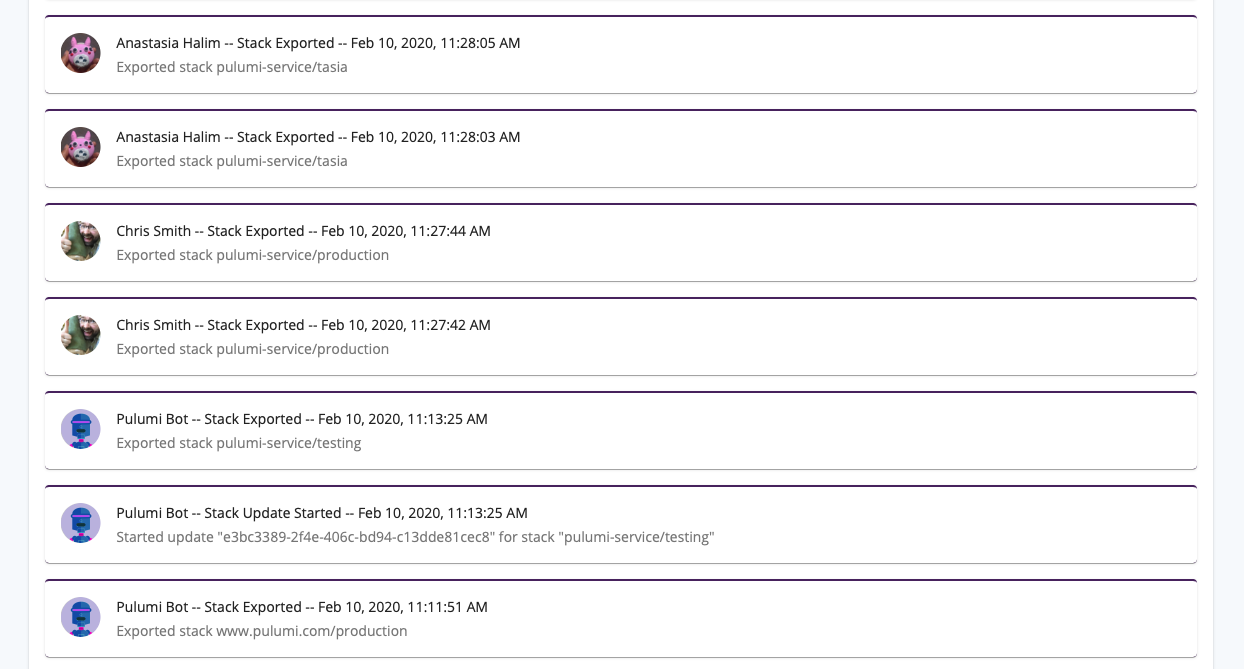 Anastasia Halim -- Stack Exported -- Feb 10, 2020, 11:28:05 AM
Exported stack pulumi-service/tasia
Anastasia Halim -- Stack Exported -- Feb 10, 2020, 11:28:03 AM
Exported stack pulumi-service/tasia
Chris Smith -- Stack Exported -- Feb 10, 2020, 11:27:44 AM
Exported stack pulumi-service/production
Chris Smith -- Stack Exported -- Feb 10, 2020, 11:27:42 AM
Exported stack pulumi-service/production
Pulumi Bot -- Stack Exported -- Feb 10, 2020, 11:13:25 AM
Exported stack pulumi-service/testing
Pulumi Bot -- Stack Update Started -- Feb 10, 2020, 11:13:25 AM
Started update "e3bc3389-2f4e-406c-bd94-c13dde81cec8" for stack "pulumi-service/testing"
Pulumi Bot -- Stack Exported -- Feb 10, 2020, 11:11:51 AM
Exported stack www.pulumi.com/production